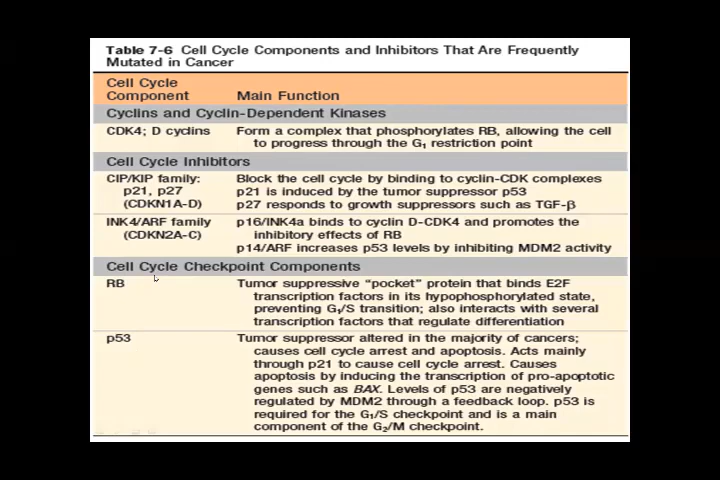 Table 7-6 Cell Cycle Components and Inhibitors That Are Frequently
Mutated in Cancer
Cell Cycle
Component Main Function
Cyclins and Cyclin-Dependent Kinases
CDK4; D cyclins Form a complex that phosphorylates RB, allowing the cell
to progress through the G₁ restriction point
Cell Cycle Inhibitors
CIP/KIP family: Block the cell cycle by binding to cyclin-CDK complexes
p21, p27 p21 is induced by the tumor suppressor p53
(CDKN1A-D) p27 responds to growth suppressors such as TGF-β
INK4/ARF family p16/INK4a binds to cyclin D-CDK4 and promotes the
(CDKN2A-C) inhibitory effects of RB
p14/ARF increases p53 levels by inhibiting MDM2 activity
Cell Cycle Checkpoint Components
RB Tumor suppressive “pocket” protein that binds E2F
transcription factors in its hypophosphorylated state,
preventing G₁/S transition; also interacts with several
transcription factors that regulate differentiation
p53 Tumor suppressor altered in the majority of cancers;
causes cell cycle arrest and apoptosis. Acts mainly
through p21 to cause cell cycle arrest. Causes
apoptosis by inducing the transcription of pro-apoptotic
genes such as BAX. Levels of p53 are negatively
regulated by MDM2 through a feedback loop. p53 is
required for the G₁/S checkpoint and is a main
component of the G₂/M checkpoint.